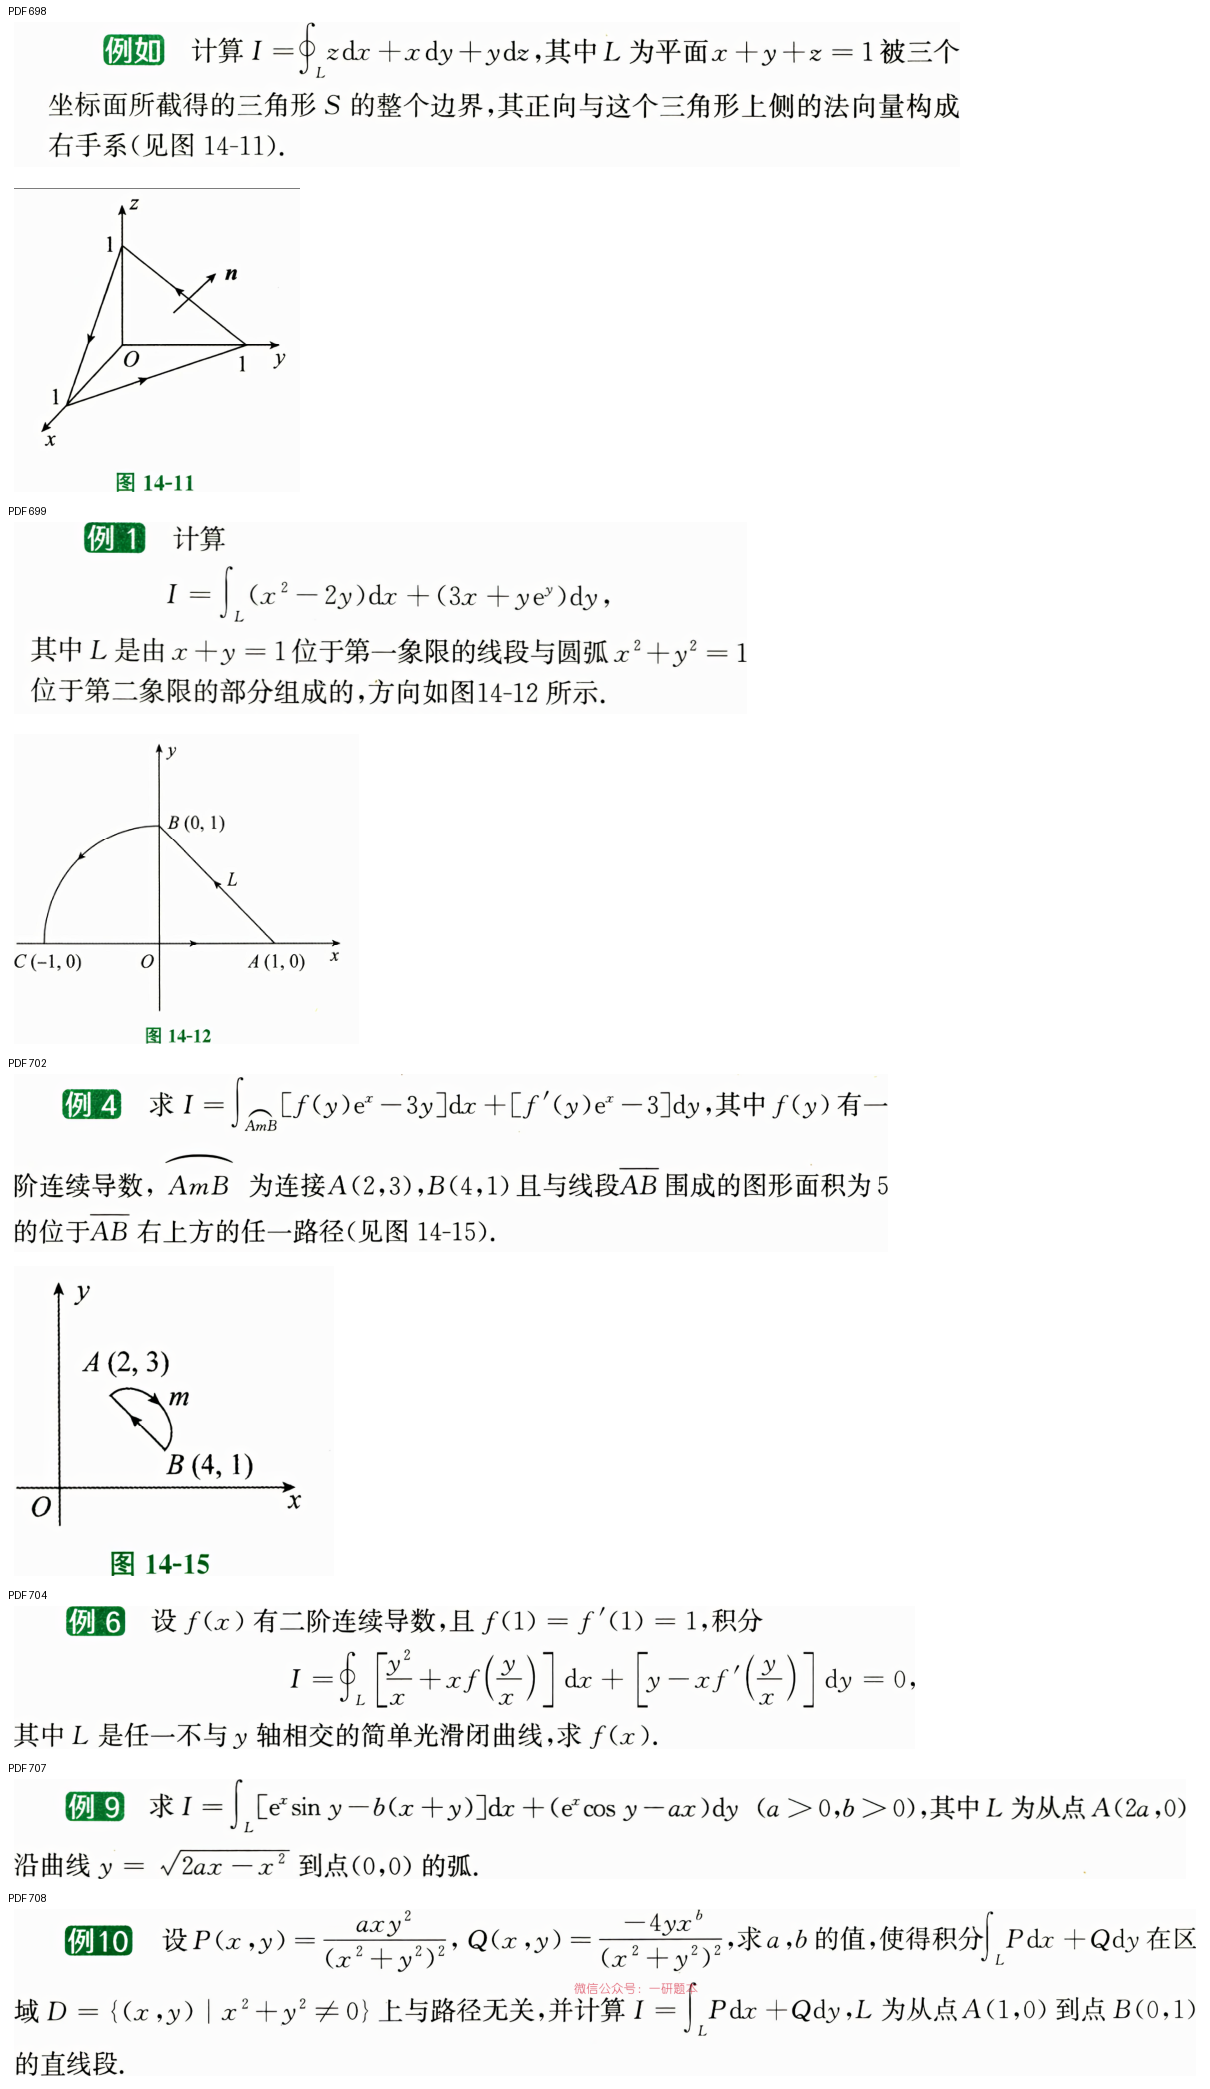 PDF698
例如 计算 I =∮_L zdx + xdy + ydz,其中 L 为平面 x + y + z = 1 被三个
坐标面所截得的三角形 S 的整个边界,其正向与这个三角形上侧的法向量构成
右手系(见图 14-11).
z
1
n
O
1
y
1
x
图 14-11
PDF699
例 1 计算
I = ∫_L (x² − 2y)dx + (3x + ye^y)dy,
其中 L 是由 x + y = 1 位于第一象限的线段与圆弧 x² + y² = 1
位于第二象限的部分组成的,方向如图14-12 所示.
y
B (0, 1)
L
C (−1, 0) O A (1, 0) x
图 14-12
PDF702
例 4 求 I = ∫_{⌒AmB} [f(y)e^x − 3y]dx + [f′(y)e^x − 3]dy,其中 f(y) 有一
阶连续导数, ⌒AmB 为连接A(2,3),B(4,1) 且与线段\overline{AB} 围成的图形面积为 5
的位于\overline{AB} 右上方的任一路径(见图 14-15).
y
A (2, 3)
m
B (4, 1)
O
x
图 14-15
PDF704
例 6 设 f(x) 有二阶连续导数,且 f(1) = f′(1) = 1,积分
I = ∮_L [y²/x + xf(y/x)] dx + [y − xf′(y/x)] dy = 0,
其中 L 是任一不与 y 轴相交的简单光滑闭曲线,求 f(x).
PDF707
例 9 求 I = ∫_L [e^x sin y − b(x + y)]dx + (e^x cos y − ax)dy (a > 0,b > 0),其中 L 为从点 A(2a,0)
沿曲线 y = √(2ax − x²) 到点(0,0) 的弧.
PDF708
例10 设 P(x,y) = axy²/(x² + y²)², Q(x,y) = −4yx^b/(x² + y²)²,求 a,b 的值,使得积分∫_L Pdx + Qdy 在区
微信公众号：一研题本
域 D = {(x,y) | x² + y² ≠ 0} 上与路径无关,并计算 I = ∫_L Pdx + Qdy,L 为从点 A(1,0) 到点 B(0,1)
的直线段.